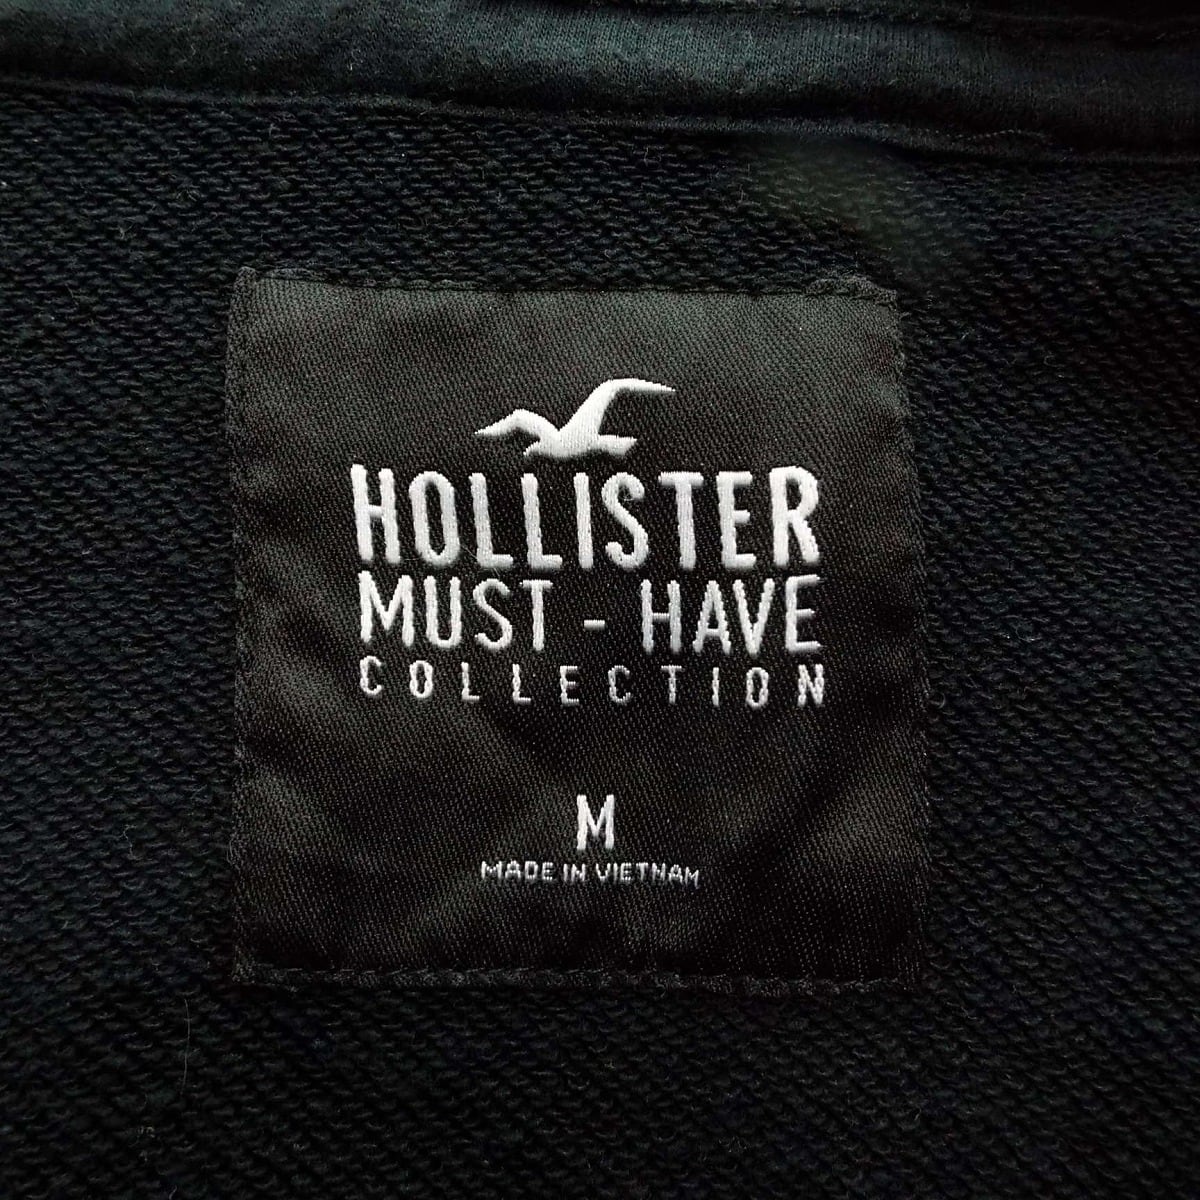 HOLLISTER
MUST - HAVE
COLLECTION
M
MADE IN VIETNAM